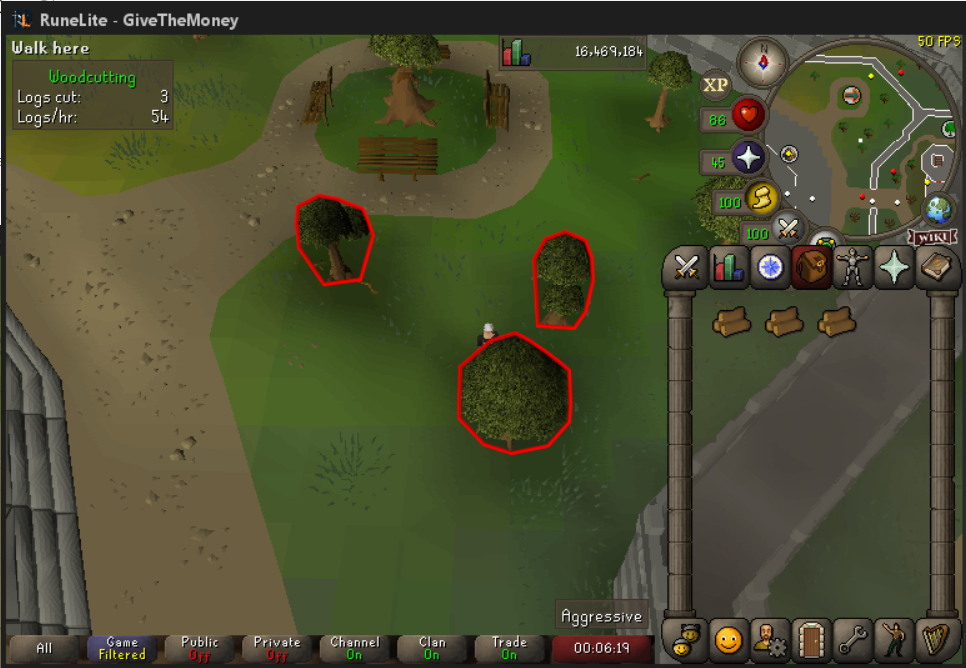 RuneLite - GiveTheMoney
Walk here
16,469,184
50 FPS
Woodcutting
Logs cut: 3
Logs/hr: 54
XP
N
86
45
100
100
WIKI
Aggressive
All
Game
Filtered
Public
Off
Private
Off
Channel
On
Clan
On
Trade
On
00:06:19